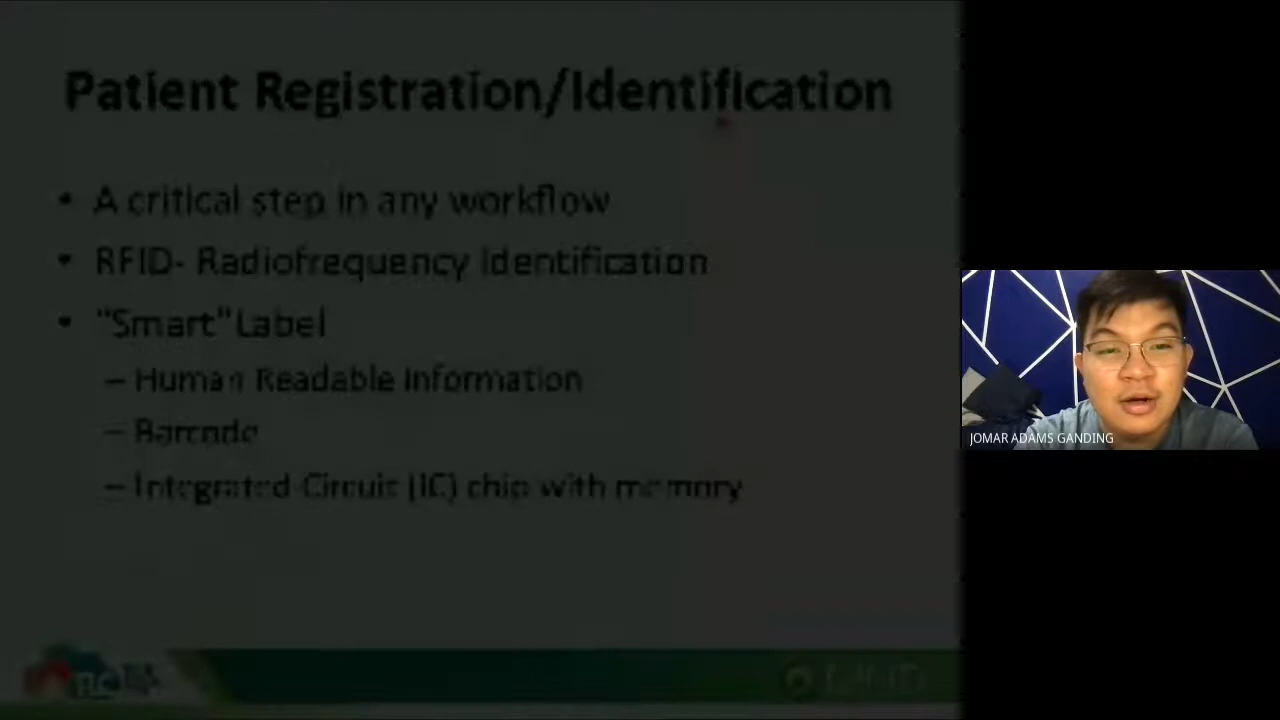 Patient Registration/Identification
• A critical step in any workflow
• RFID- Radiofrequency Identification
• "Smart" Label
– Human Readable Information
– Barcode
– Integrated Circuit (IC) chip with memory
JOMAR ADAMS GANDING